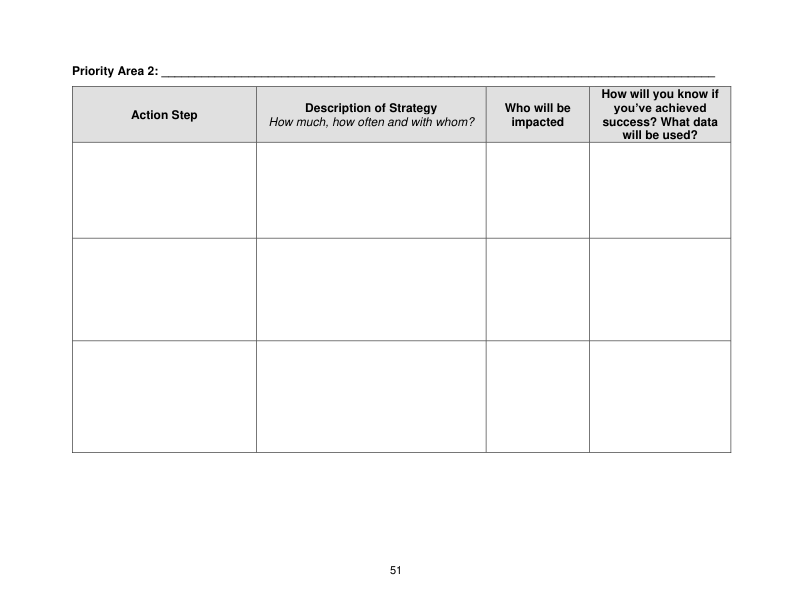 Priority Area 2: ___________________________________________________________________________________
Action Step
Description of Strategy
How much, how often and with whom?
Who will be
impacted
How will you know if
you've achieved
success? What data
will be used?
51